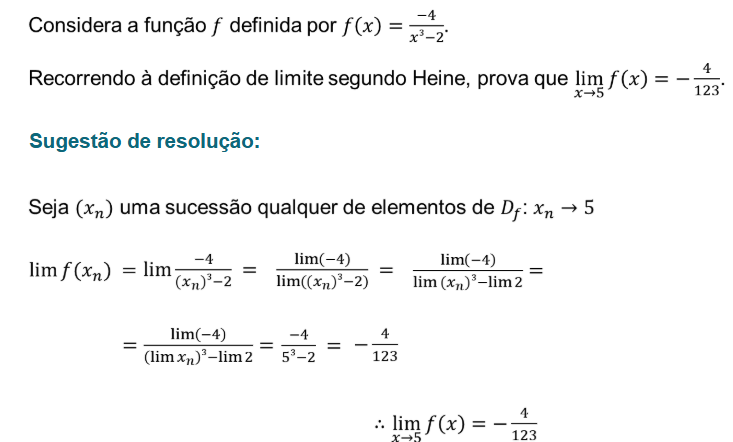 Considera a função f definida por f(x) = \frac{-4}{x^3-2}.
Recorrendo à definição de limite segundo Heine, prova que \lim_{x→5} f(x) = -\frac{4}{123}.
Sugestão de resolução:
Seja (x_n) uma sucessão qualquer de elementos de D_f: x_n → 5
lim f(x_n) = lim \frac{-4}{(x_n)^3-2} = \frac{lim(-4)}{lim((x_n)^3-2)} = \frac{lim(-4)}{lim (x_n)^3-lim 2} =
= \frac{lim(-4)}{(lim x_n)^3-lim 2} = \frac{-4}{5^3-2} = -\frac{4}{123}
∴ \lim_{x→5} f(x) = -\frac{4}{123}